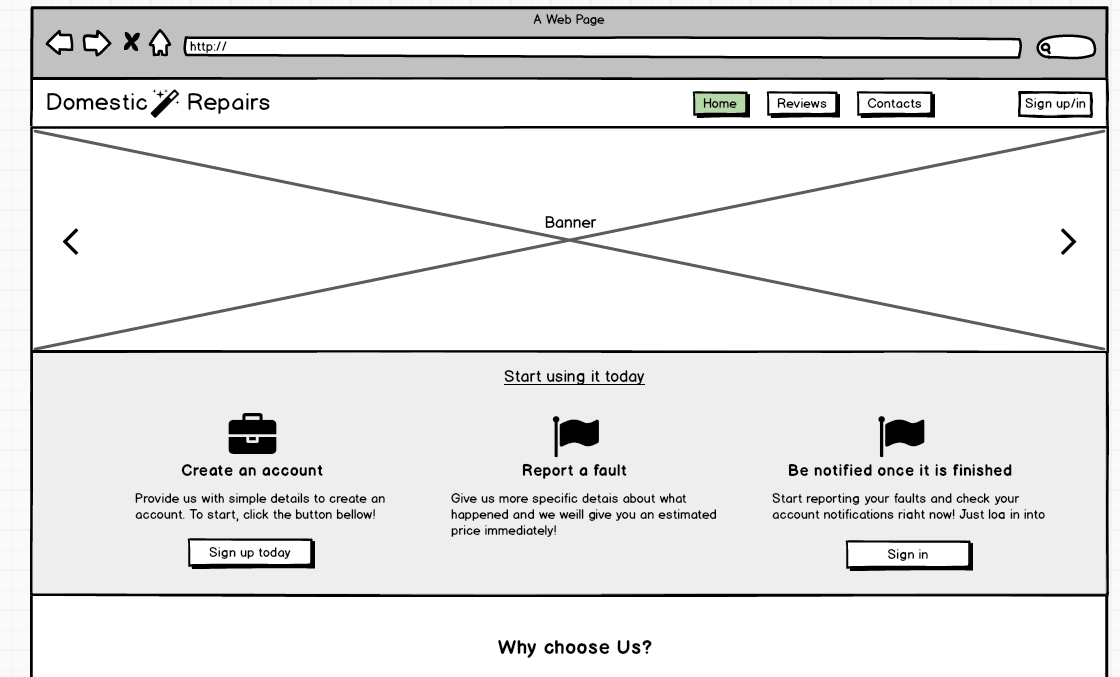 A Web Page
http://
Domestic Repairs
Home
Reviews
Contacts
Sign up/in
Banner
Start using it today
Create an account
Provide us with simple details to create an
account. To start, click the button bellow!
Sign up today
Report a fault
Give us more specific detais about what
happened and we weill give you an estimated
price immediately!
Be notified once it is finished
Start reporting your faults and check your
account notifications right now! Just log in into
Sign in
Why choose Us?